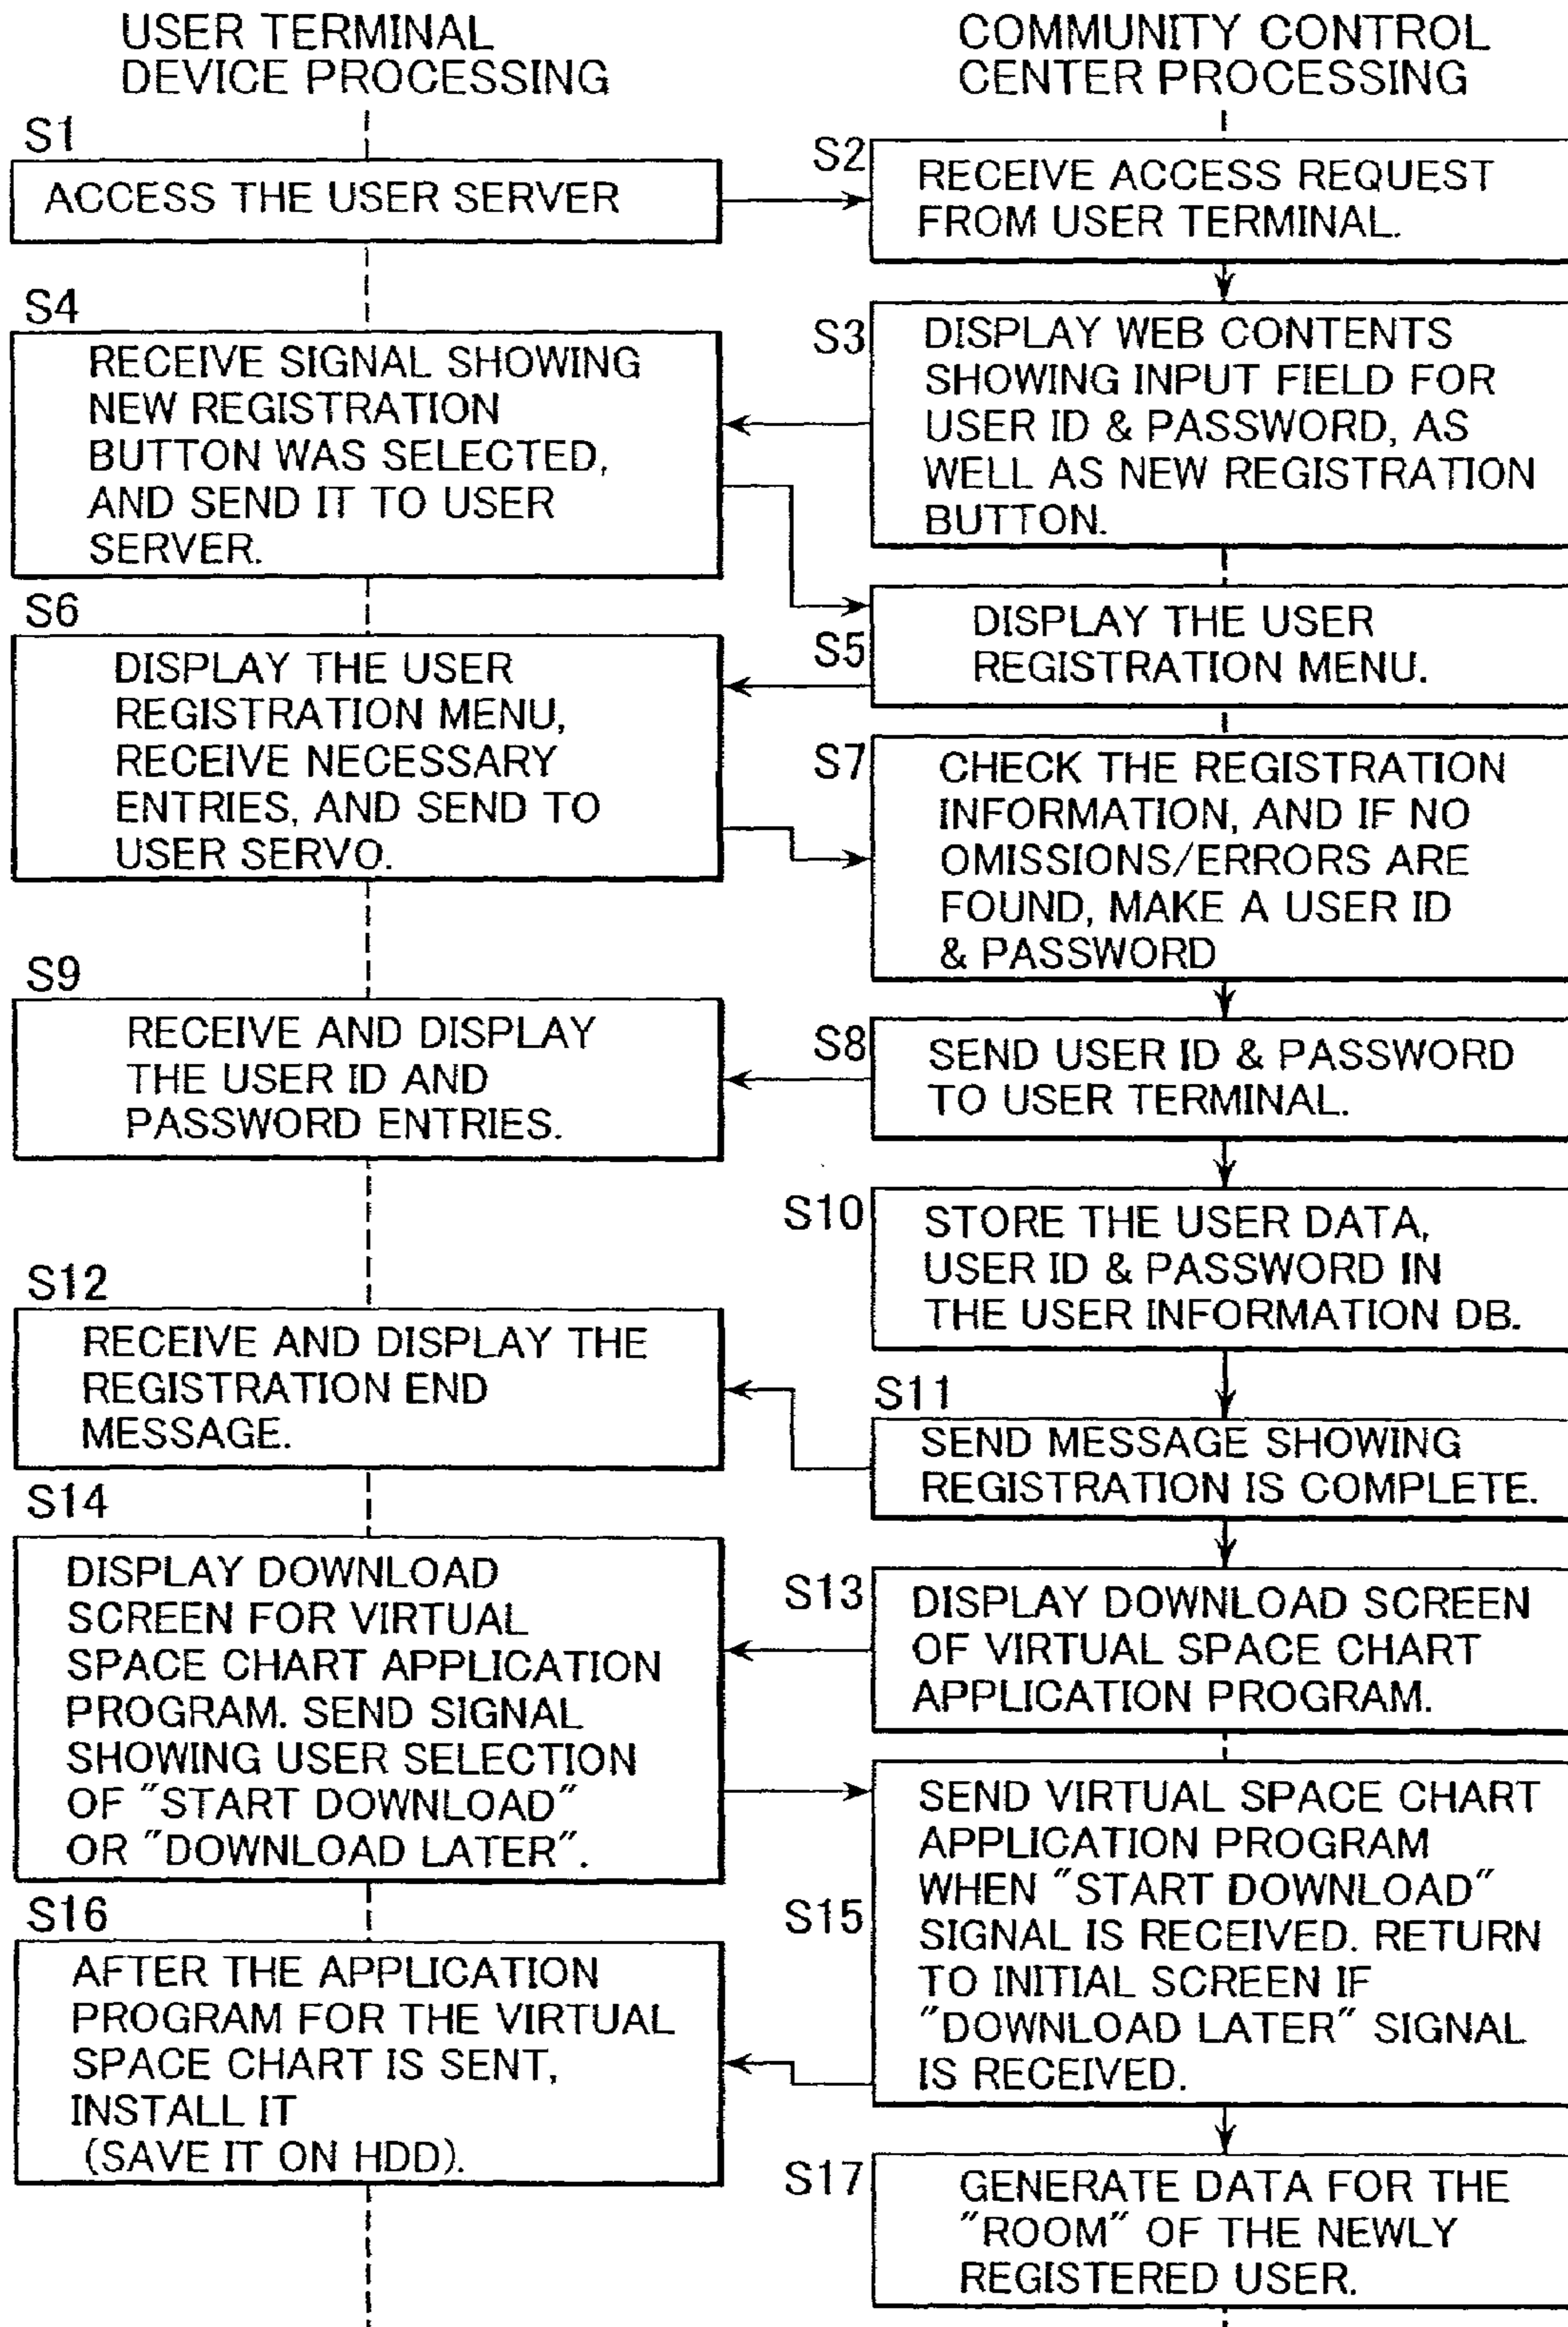 USER TERMINAL
DEVICE PROCESSING
COMMUNITY CONTROL
CENTER PROCESSING
S1
ACCESS THE USER SERVER
S2
RECEIVE ACCESS REQUEST
FROM USER TERMINAL.
S3
DISPLAY WEB CONTENTS
SHOWING INPUT FIELD FOR
USER ID & PASSWORD, AS
WELL AS NEW REGISTRATION
BUTTON.
S4
RECEIVE SIGNAL SHOWING
NEW REGISTRATION
BUTTON WAS SELECTED,
AND SEND IT TO USER
SERVER.
S5
DISPLAY THE USER
REGISTRATION MENU.
S6
DISPLAY THE USER
REGISTRATION MENU,
RECEIVE NECESSARY
ENTRIES, AND SEND TO
USER SERVO.
S7
CHECK THE REGISTRATION
INFORMATION, AND IF NO
OMISSIONS/ERRORS ARE
FOUND, MAKE A USER ID
& PASSWORD
S8
SEND USER ID & PASSWORD
TO USER TERMINAL.
S9
RECEIVE AND DISPLAY
THE USER ID AND
PASSWORD ENTRIES.
S10
STORE THE USER DATA,
USER ID & PASSWORD IN
THE USER INFORMATION DB.
S11
SEND MESSAGE SHOWING
REGISTRATION IS COMPLETE.
S12
RECEIVE AND DISPLAY THE
REGISTRATION END
MESSAGE.
S13
DISPLAY DOWNLOAD SCREEN
OF VIRTUAL SPACE CHART
APPLICATION PROGRAM.
S14
DISPLAY DOWNLOAD
SCREEN FOR VIRTUAL
SPACE CHART APPLICATION
PROGRAM. SEND SIGNAL
SHOWING USER SELECTION
OF "START DOWNLOAD"
OR "DOWNLOAD LATER".
S15
SEND VIRTUAL SPACE CHART
APPLICATION PROGRAM
WHEN "START DOWNLOAD"
SIGNAL IS RECEIVED. RETURN
TO INITIAL SCREEN IF
"DOWNLOAD LATER" SIGNAL
IS RECEIVED.
S16
AFTER THE APPLICATION
PROGRAM FOR THE VIRTUAL
SPACE CHART IS SENT,
INSTALL IT
(SAVE IT ON HDD).
S17
GENERATE DATA FOR THE
"ROOM" OF THE NEWLY
REGISTERED USER.